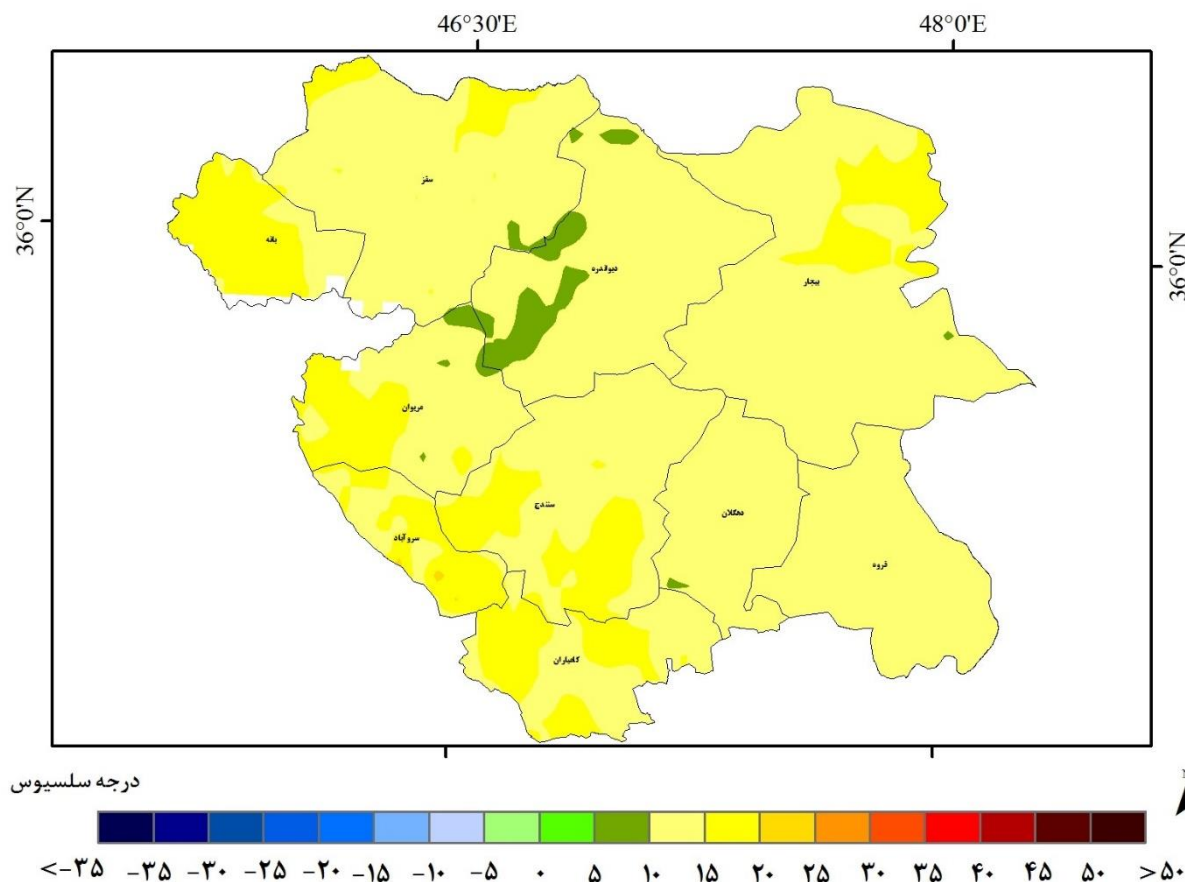 46°30'E 48°0'E
36°0'N 36°0'N
سقز
بانه
دیواندره
بیجار
مریوان
سنندج
دهگلان
سروآباد
قروه
کامیاران
درجه سلسیوس
<-۳۵ -۳۵ -۳۰ -۲۵ -۲۰ -۱۵ -۱۰ -۵ ۰ ۵ ۱۰ ۱۵ ۲۰ ۲۵ ۳۰ ۳۵ ۴۰ ۴۵ ۵۰ >۵۰